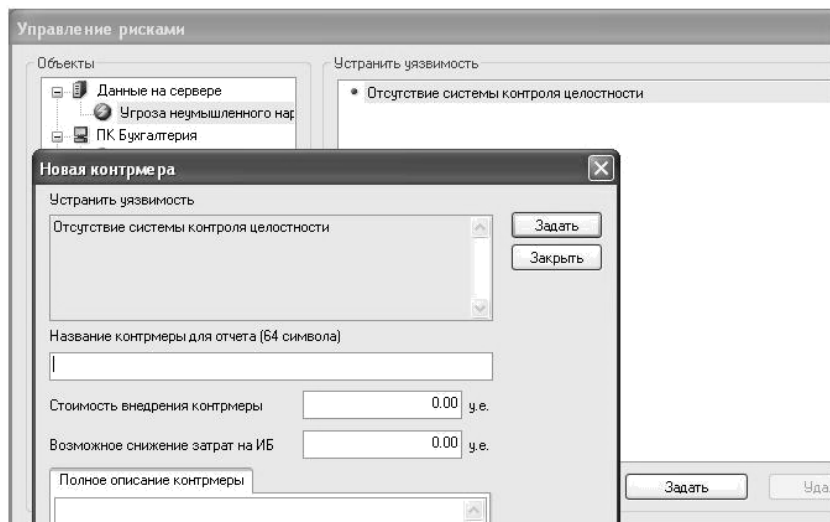 Управление рисками
Объекты
Устранить уязвимость
Данные на сервере
Отсутствие системы контроля целостности
Угроза неумышленного нар
ПК Бухгалтерия
Новая контрмера
Устранить уязвимость
Отсутствие системы контроля целостности
Задать
Закрыть
Название контрмеры для отчета (64 символа)
Стоимость внедрения контрмеры
0.00 у.е.
Возможное снижение затрат на ИБ
0.00 у.е.
Полное описание контрмеры
Задать
Уда